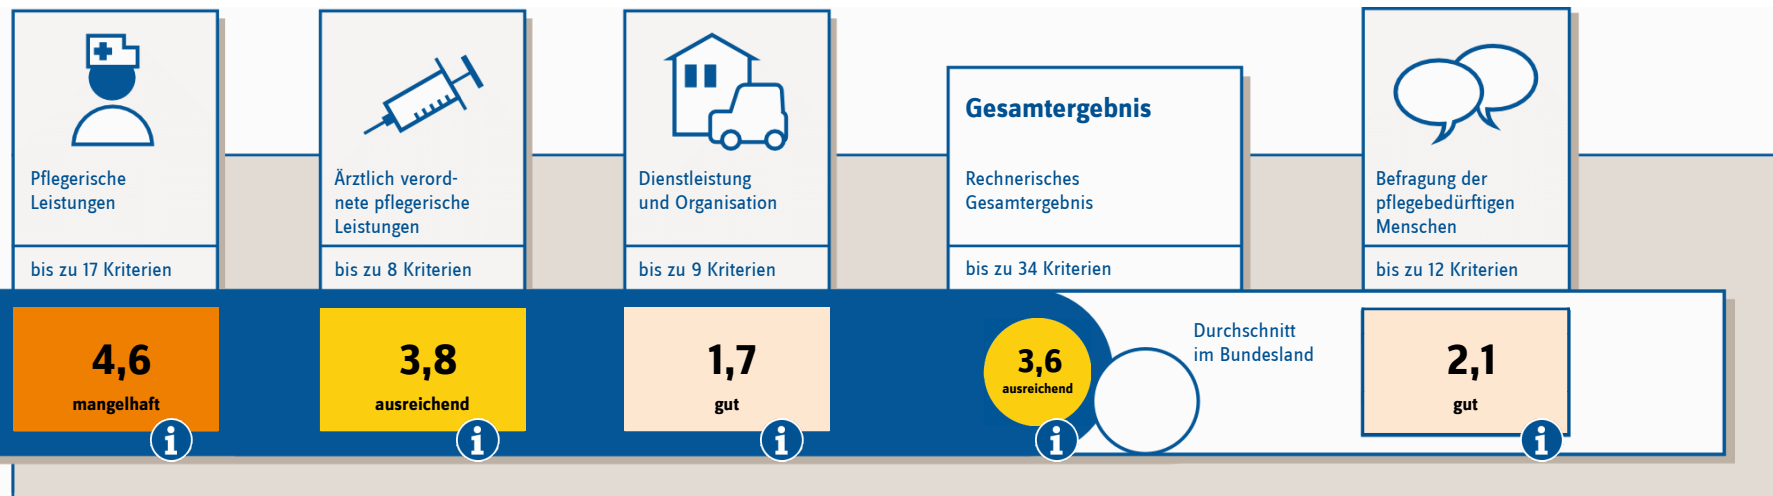 Pflegerische
Leistungen
bis zu 17 Kriterien
4,6
mangelhaft
i
Ärztlich verord-
nete pflegerische
Leistungen
bis zu 8 Kriterien
3,8
ausreichend
i
Dienstleistung
und Organisation
bis zu 9 Kriterien
1,7
gut
i
Gesamtergebnis
Rechnerisches
Gesamtergebnis
bis zu 34 Kriterien
3,6
ausreichend
i
Durchschnitt
im Bundesland
Befragung der
pflegebedürftigen
Menschen
bis zu 12 Kriterien
2,1
gut
i